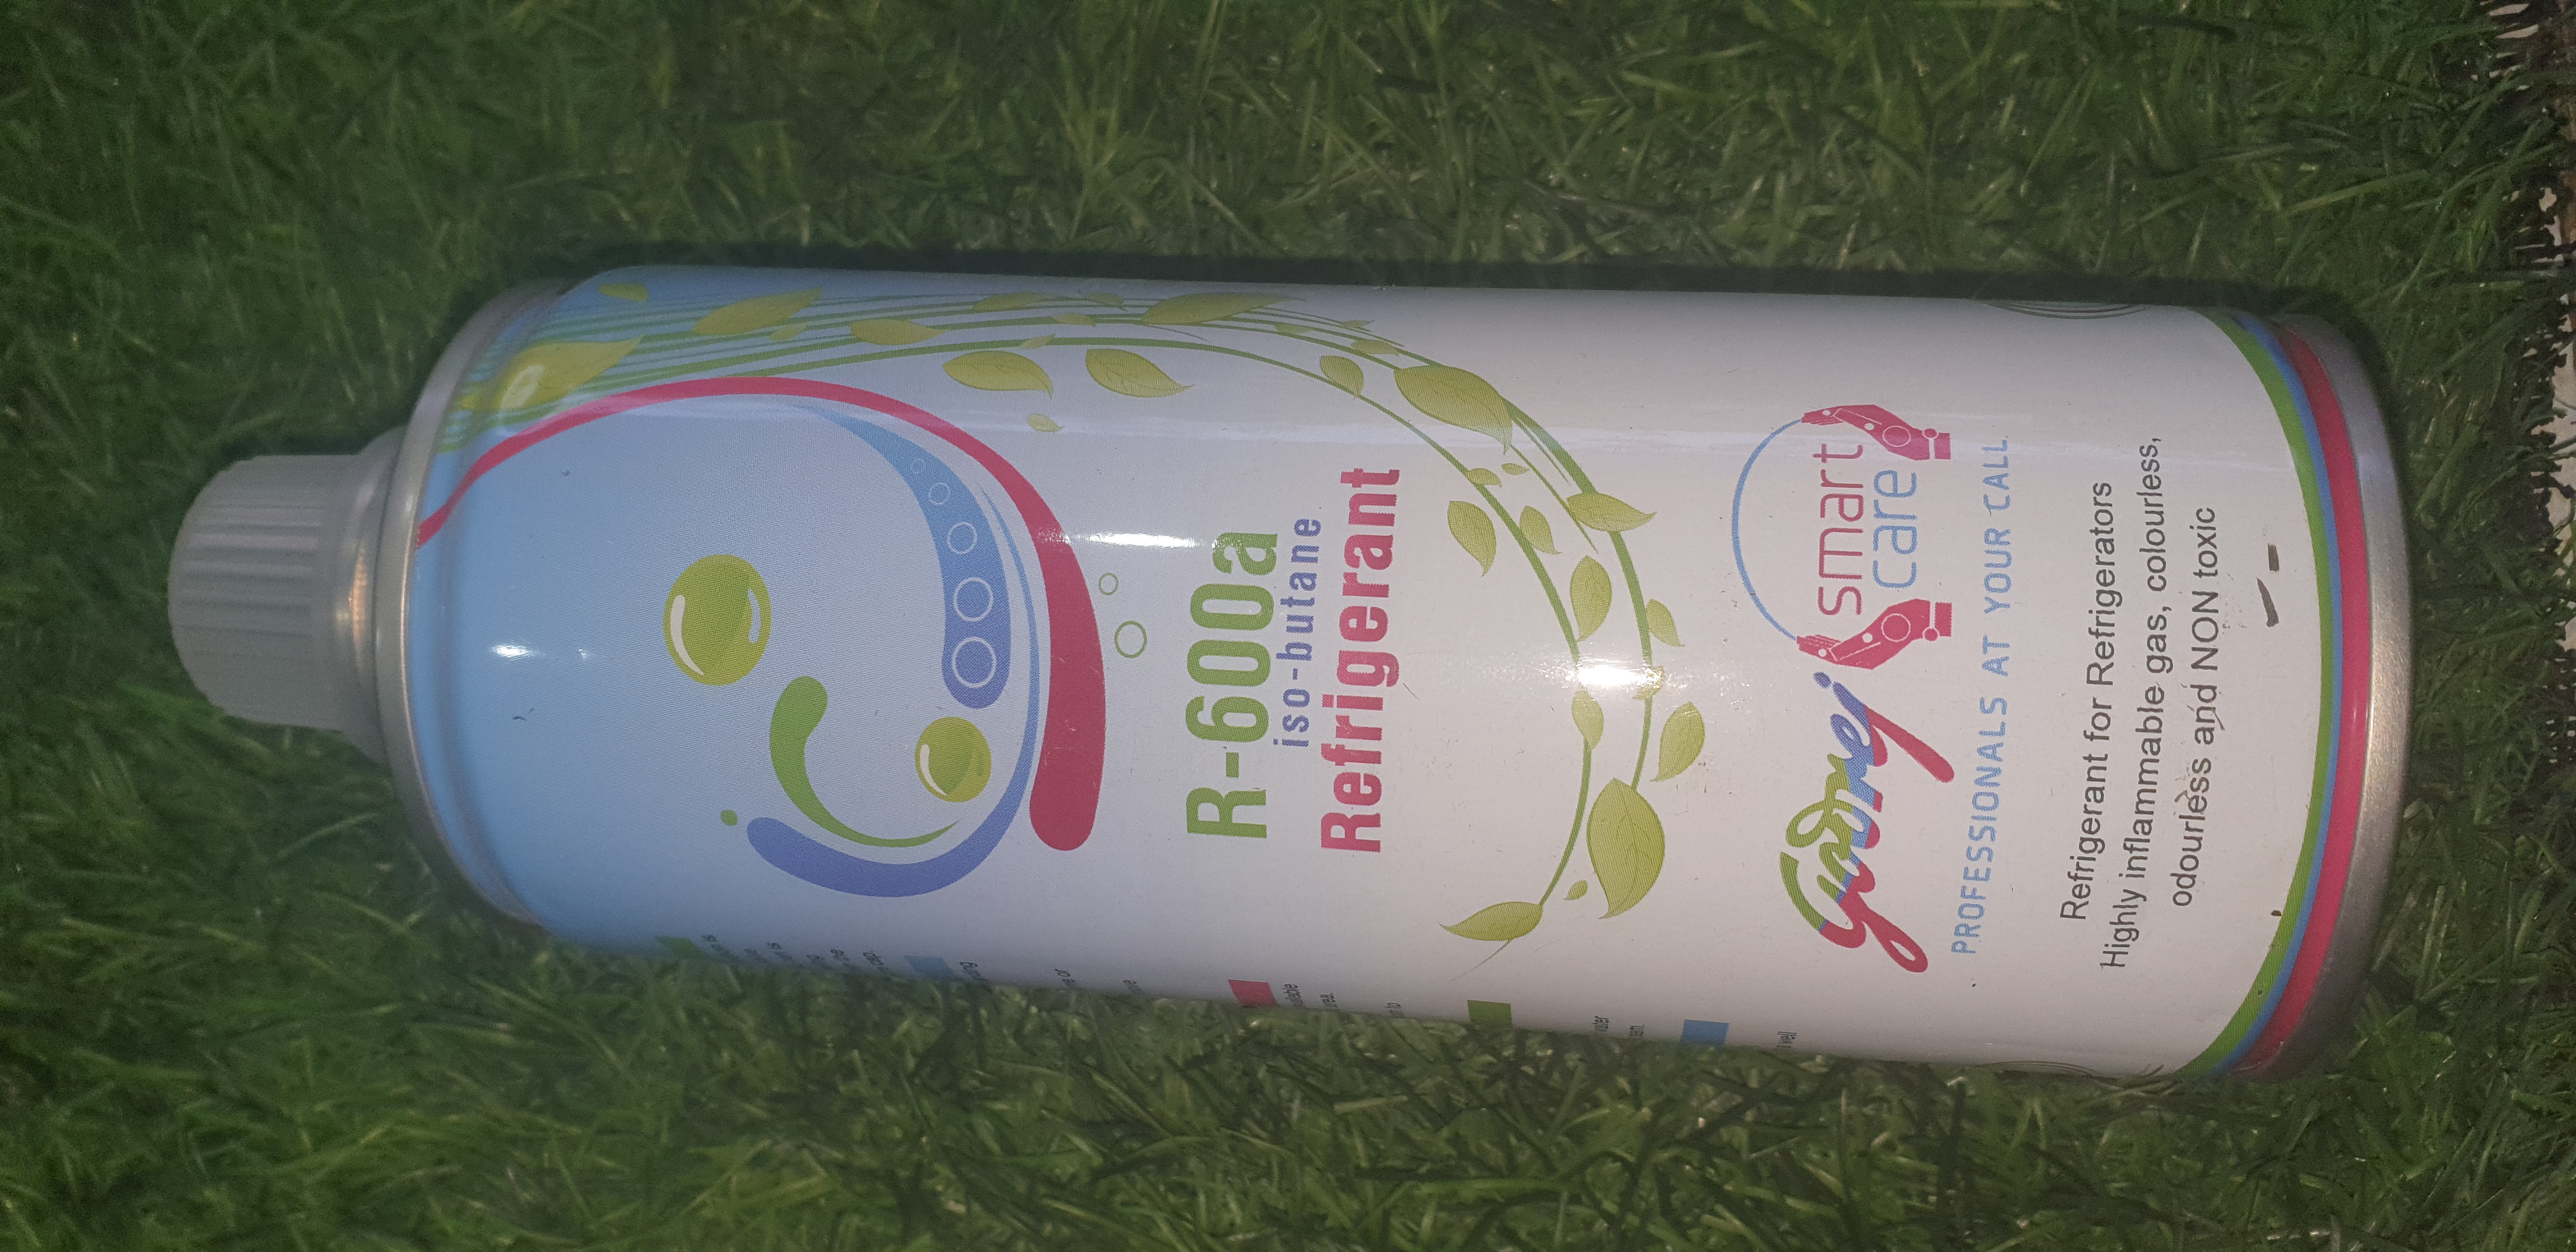 R-600a
iso-butane
Refrigerant
Godrej smart care
PROFESSIONALS AT YOUR CALL
Refrigerant for Refrigerators
Highly inflammable gas, colourless,
odourless and NON toxic